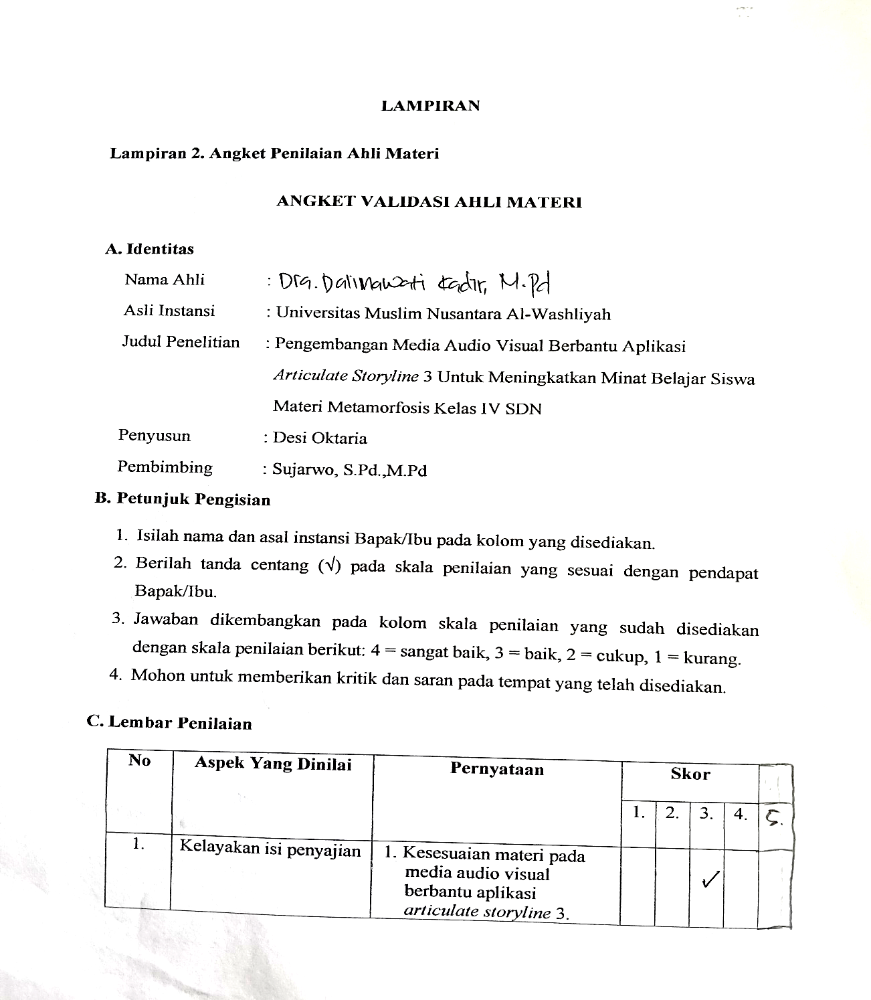 LAMPIRAN
Lampiran 2. Angket Penilaian Ahli Materi
ANGKET VALIDASI AHLI MATERI
A. Identitas
Nama Ahli : Dra. Dalimawati Kadir, M.Pd
Asli Instansi : Universitas Muslim Nusantara Al-Washliyah
Judul Penelitian : Pengembangan Media Audio Visual Berbantu Aplikasi
Articulate Storyline 3 Untuk Meningkatkan Minat Belajar Siswa
Materi Metamorfosis Kelas IV SDN
Penyusun : Desi Oktaria
Pembimbing : Sujarwo, S.Pd.,M.Pd
B. Petunjuk Pengisian
1. Isilah nama dan asal instansi Bapak/Ibu pada kolom yang disediakan.
2. Berilah tanda centang (√) pada skala penilaian yang sesuai dengan pendapat
Bapak/Ibu.
3. Jawaban dikembangkan pada kolom skala penilaian yang sudah disediakan
dengan skala penilaian berikut: 4 = sangat baik, 3 = baik, 2 = cukup, 1 = kurang.
4. Mohon untuk memberikan kritik dan saran pada tempat yang telah disediakan.
C. Lembar Penilaian
No Aspek Yang Dinilai Pernyataan Skor
1. 2. 3. 4. 5.
1. Kelayakan isi penyajian 1. Kesesuaian materi pada
media audio visual
berbantu aplikasi ✓
articulate storyline 3.